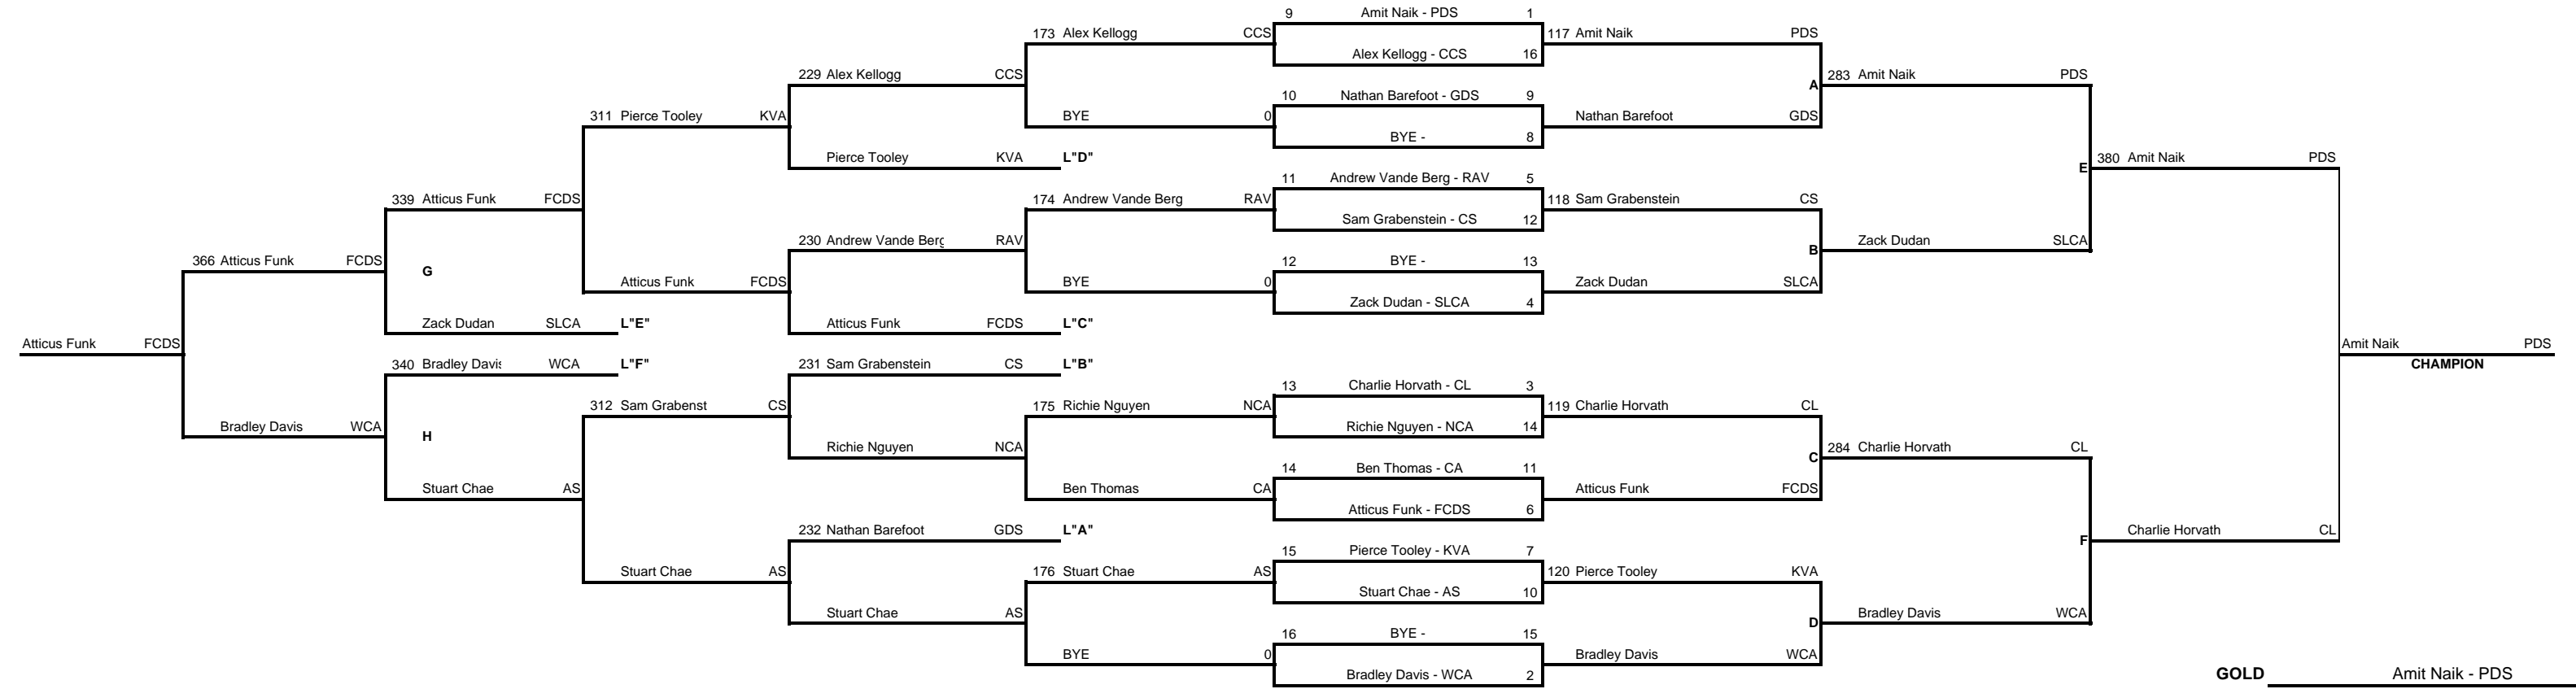 9 Amit Naik - PDS 1
173 Alex Kellogg CCS 117 Amit Naik PDS
Alex Kellogg - CCS 16
229 Alex Kellogg CCS A 283 Amit Naik PDS
10 Nathan Barefoot - GDS 9
311 Pierce Tooley KVA BYE 0 Nathan Barefoot GDS
BYE - 8
Pierce Tooley KVA L"D" E 380 Amit Naik PDS
11 Andrew Vande Berg - RAV 5
339 Atticus Funk FCDS 174 Andrew Vande Berg RAV 118 Sam Grabenstein CS
Sam Grabenstein - CS 12
230 Andrew Vande Berg RAV B Zack Dudan SLCA
366 Atticus Funk FCDS G 12 BYE - 13
Atticus Funk FCDS BYE 0 Zack Dudan SLCA
Zack Dudan - SLCA 4
Zack Dudan SLCA L"E" Atticus Funk FCDS L"C"
Atticus Funk FCDS Amit Naik PDS
340 Bradley Davis WCA L"F" 231 Sam Grabenstein CS L"B" CHAMPION
13 Charlie Horvath - CL 3
312 Sam Grabenst CS 175 Richie Nguyen NCA 119 Charlie Horvath CL
Bradley Davis WCA H Richie Nguyen - NCA 14
Richie Nguyen NCA C 284 Charlie Horvath CL
14 Ben Thomas - CA 11
Stuart Chae AS Ben Thomas CA Atticus Funk FCDS
Atticus Funk - FCDS 6
232 Nathan Barefoot GDS L"A" F Charlie Horvath CL
15 Pierce Tooley - KVA 7
Stuart Chae AS 176 Stuart Chae AS 120 Pierce Tooley KVA
Stuart Chae - AS 10
Stuart Chae AS D Bradley Davis WCA
16 BYE - 15
BYE 0 Bradley Davis WCA
Bradley Davis - WCA 2
GOLD Amit Naik - PDS